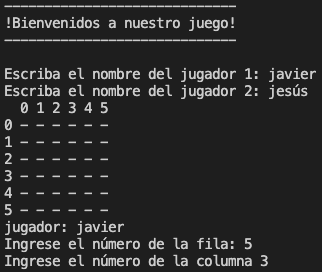 -----------------------------
!Bienvenidos a nuestro juego!
-----------------------------
Escriba el nombre del jugador 1: javier
Escriba el nombre del jugador 2: jesús
  0 1 2 3 4 5
0 - - - - - -
1 - - - - - -
2 - - - - - -
3 - - - - - -
4 - - - - - -
5 - - - - - -
jugador: javier
Ingrese el número de la fila: 5
Ingrese el número de la columna 3